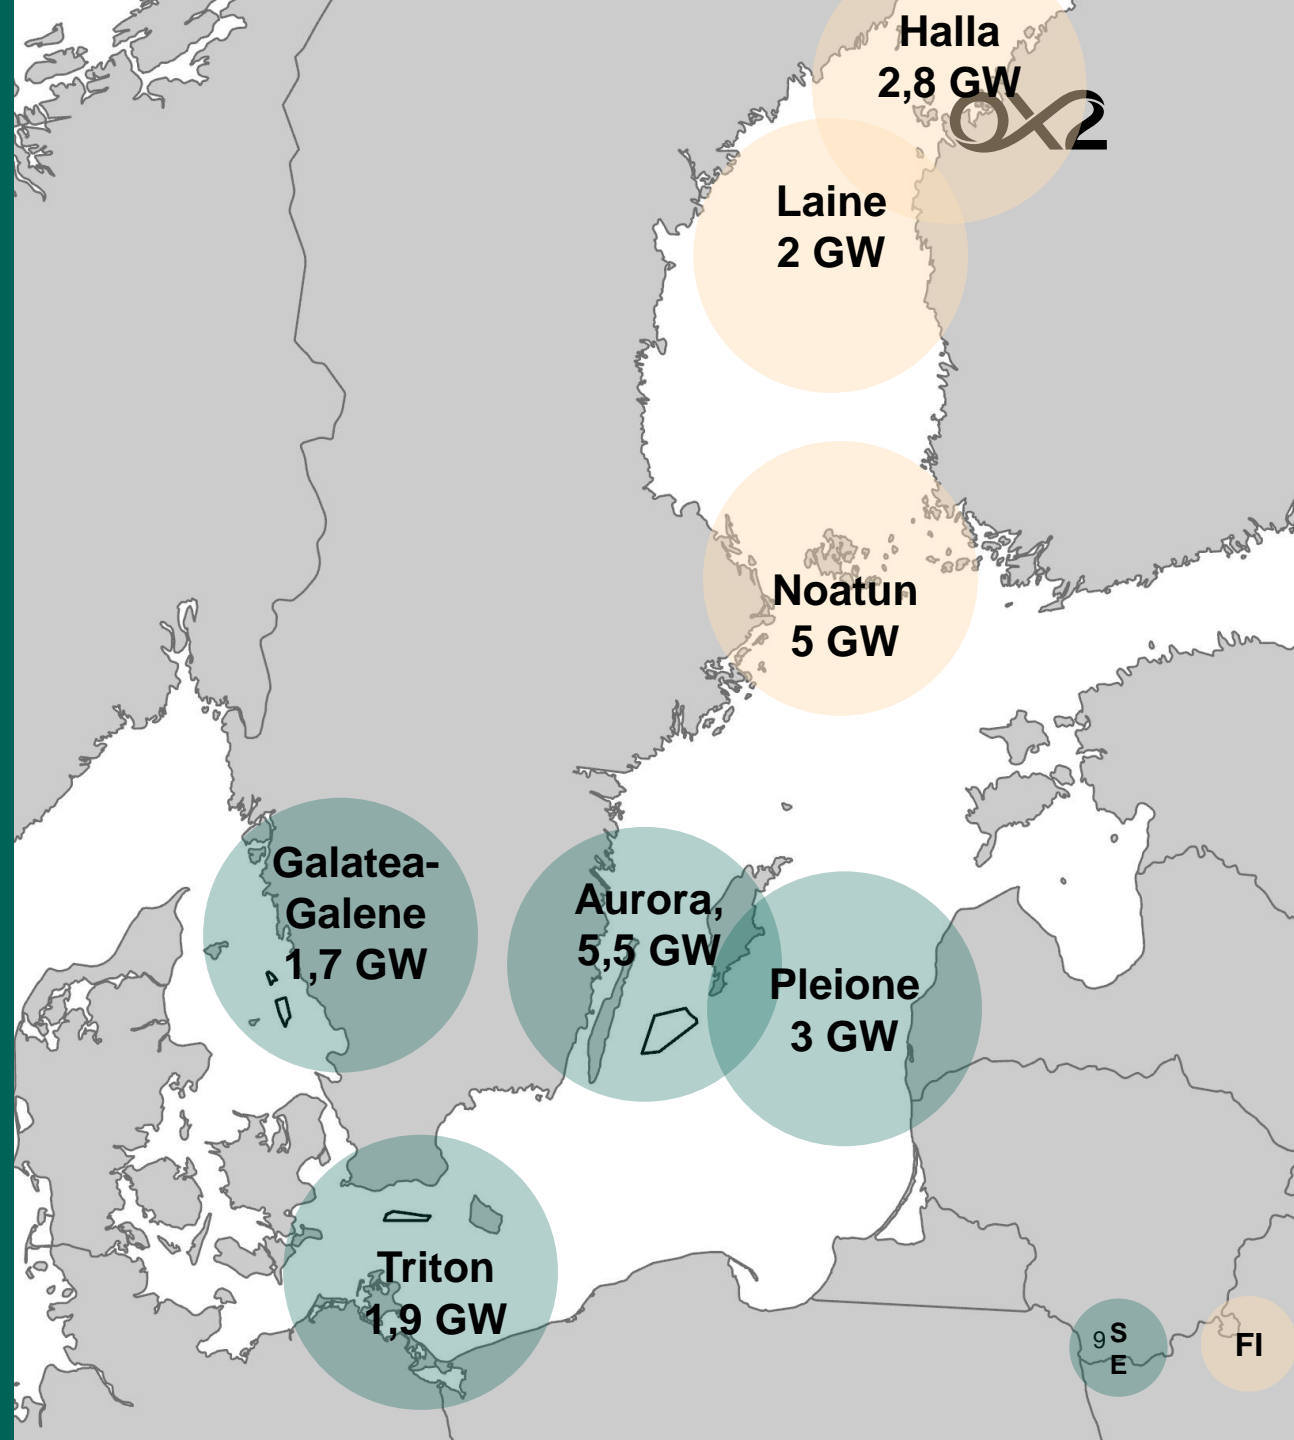 Halla
2,8 GW
OX2
Laine
2 GW
Noatun
5 GW
Galatea-
Galene
1,7 GW
Aurora,
5,5 GW
Pleione
3 GW
Triton
1,9 GW
9
S
E
FI